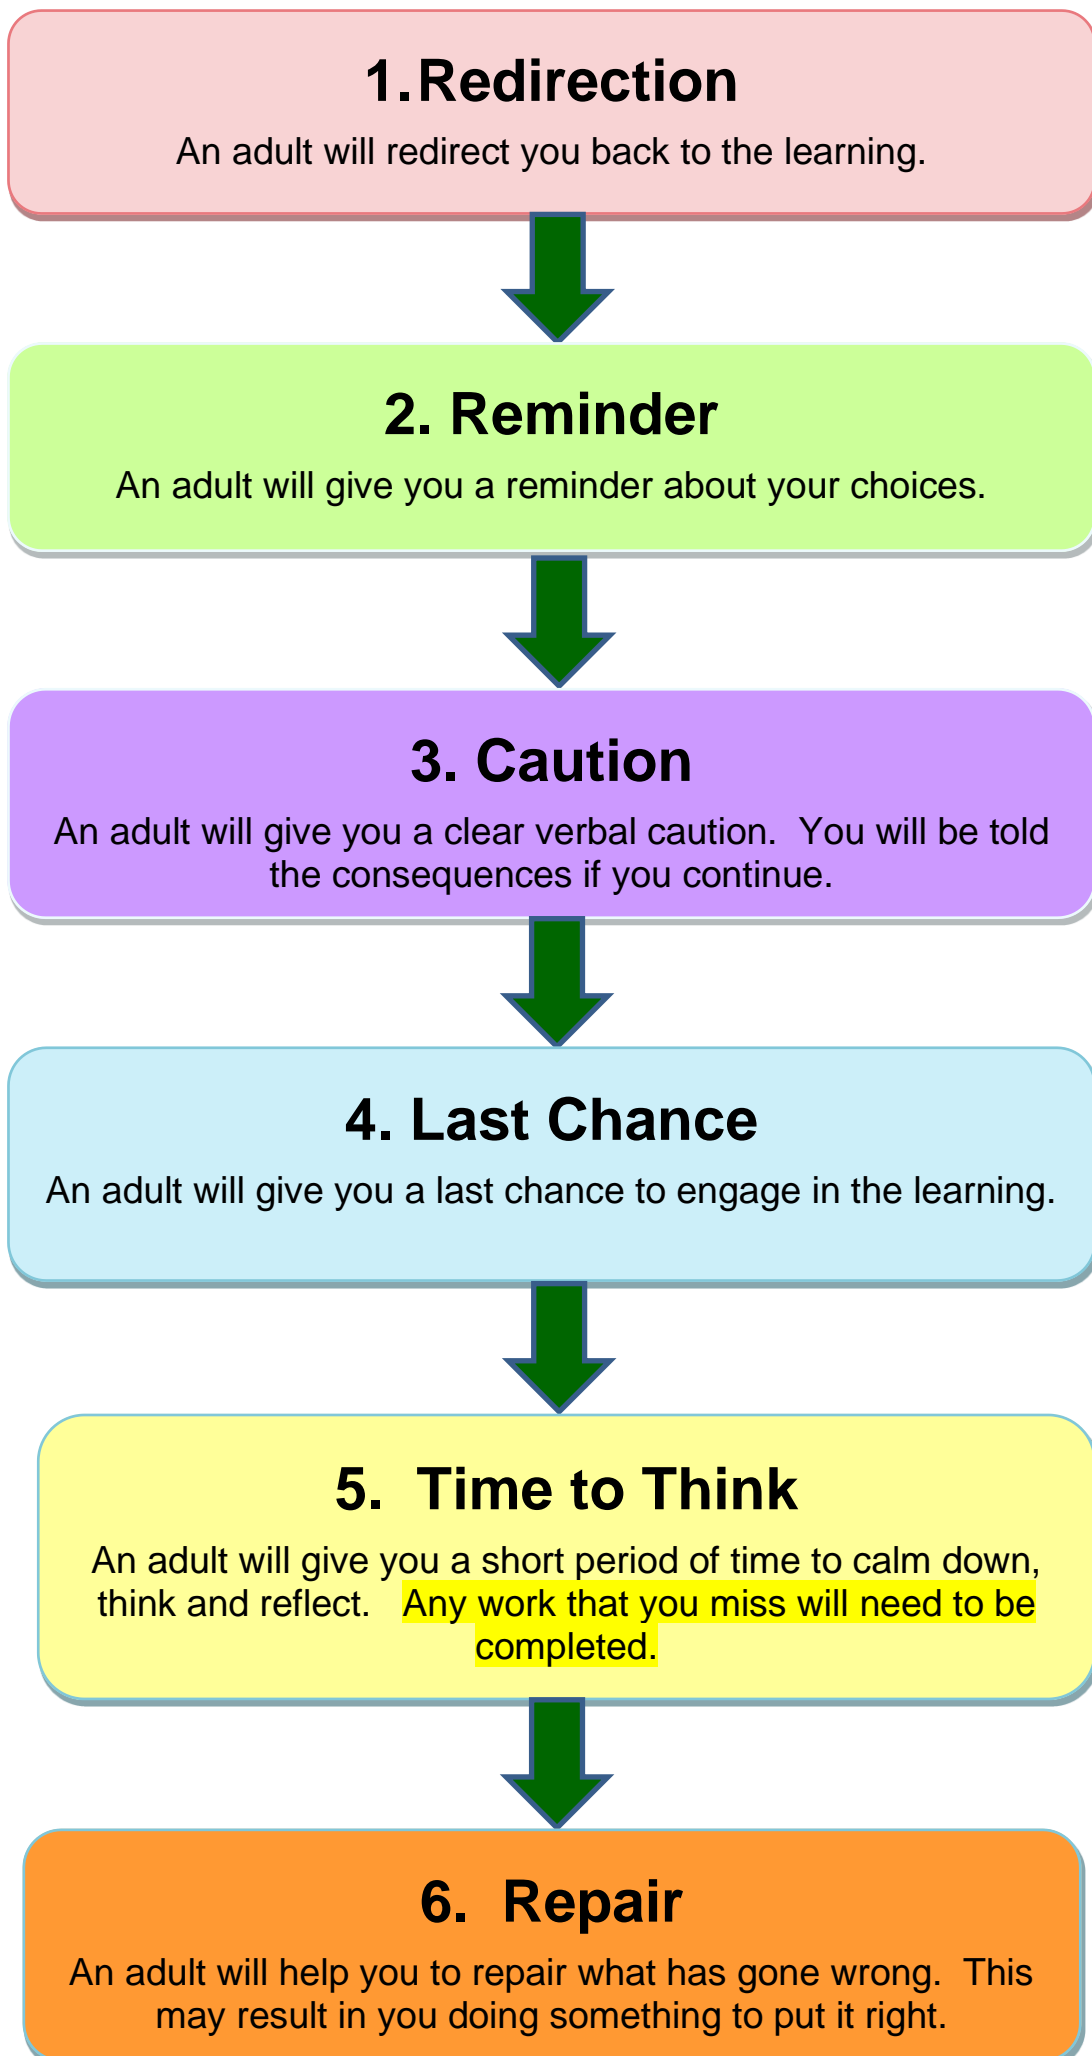 1.Redirection
An adult will redirect you back to the learning.
2. Reminder
An adult will give you a reminder about your choices.
3. Caution
An adult will give you a clear verbal caution.  You will be told
the consequences if you continue.
4. Last Chance
An adult will give you a last chance to engage in the learning.
5.  Time to Think
An adult will give you a short period of time to calm down,
think and reflect.   Any work that you miss will need to be
completed.
6.  Repair
An adult will help you to repair what has gone wrong.  This
may result in you doing something to put it right.